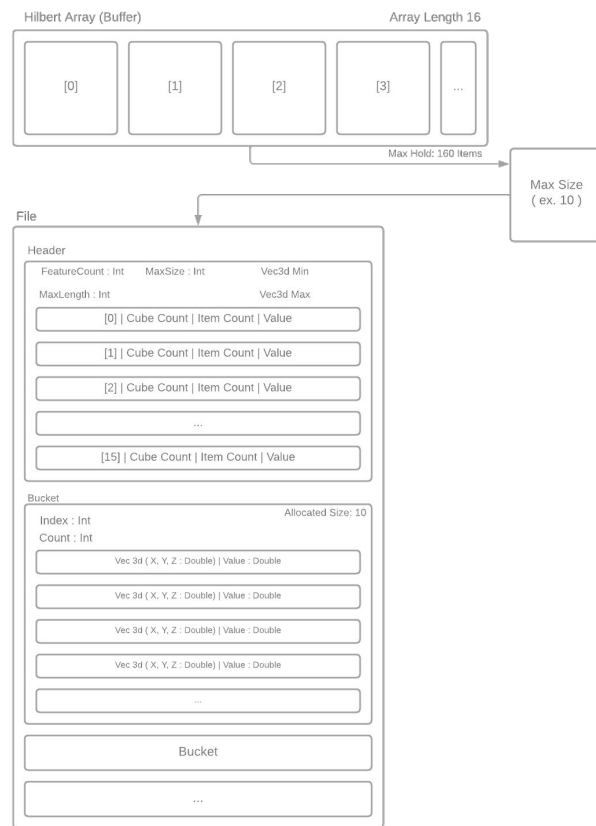 Hilbert Array (Buffer) Array Length 16
[0] [1] [2] [3] ...
Max Hold: 160 Items
Max Size
( ex. 10 )
File
Header
FeatureCount : Int MaxSize : Int Vec3d Min
MaxLength : Int Vec3d Max
[0] | Cube Count | Item Count | Value
[1] | Cube Count | Item Count | Value
[2] | Cube Count | Item Count | Value
...
[15] | Cube Count | Item Count | Value
Bucket
Allocated Size: 10
Index : Int
Count : Int
Vec 3d ( X, Y, Z : Double) | Value : Double
Vec 3d ( X, Y, Z : Double) | Value : Double
Vec 3d ( X, Y, Z : Double) | Value : Double
Vec 3d ( X, Y, Z : Double) | Value : Double
...
Bucket
...